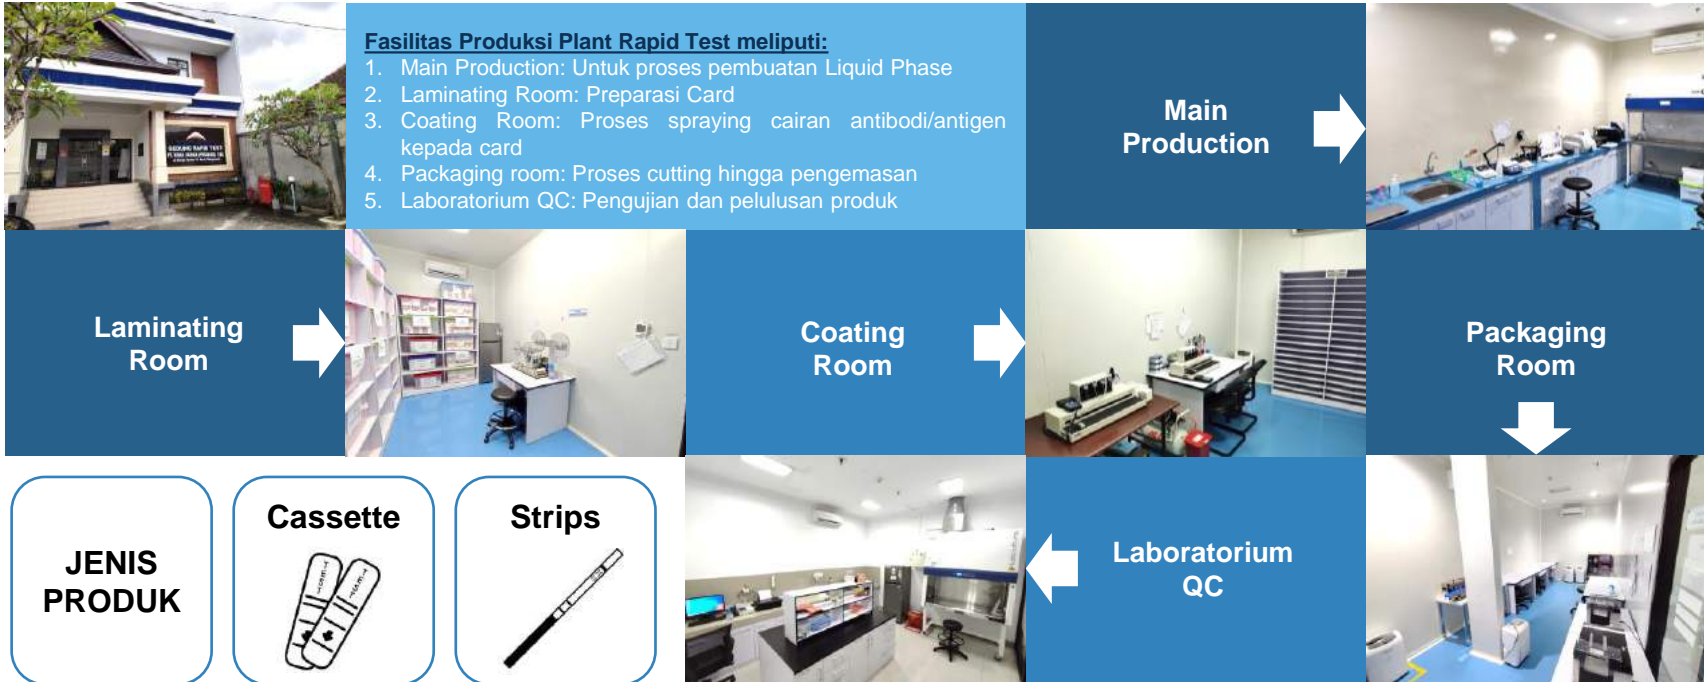 GEDUNG RAPID TEST
Fasilitas Produksi Plant Rapid Test meliputi:
1. Main Production: Untuk proses pembuatan Liquid Phase
2. Laminating Room: Preparasi Card
3. Coating Room: Proses spraying cairan antibodi/antigen
kepada card
4. Packaging room: Proses cutting hingga pengemasan
5. Laboratorium QC: Pengujian dan pelulusan produk
Main
Production
Laminating
Room
Coating
Room
Packaging
Room
JENIS
PRODUK
Cassette
Strips
Laboratorium
QC